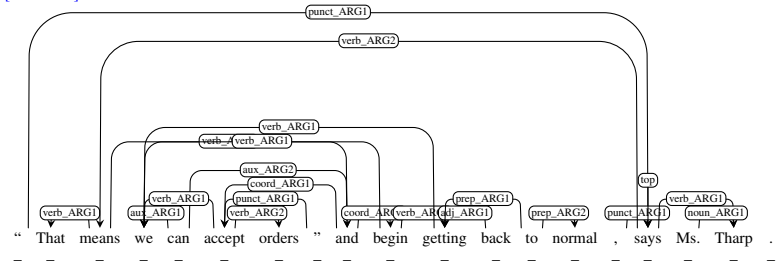 punct_ARG1
verb_ARG2
verb_ARG1
verb_ARG1
aux_ARG2
coord_ARG1
verb_ARG1 punct_ARG1 prep_ARG1 top verb_ARG1
verb_ARG1 aux_ARG1 verb_ARG2 adj_ARG1 prep_ARG2 punct_ARG1 noun_ARG1
“ That means we can accept orders ” and begin getting back to normal , says Ms. Tharp .